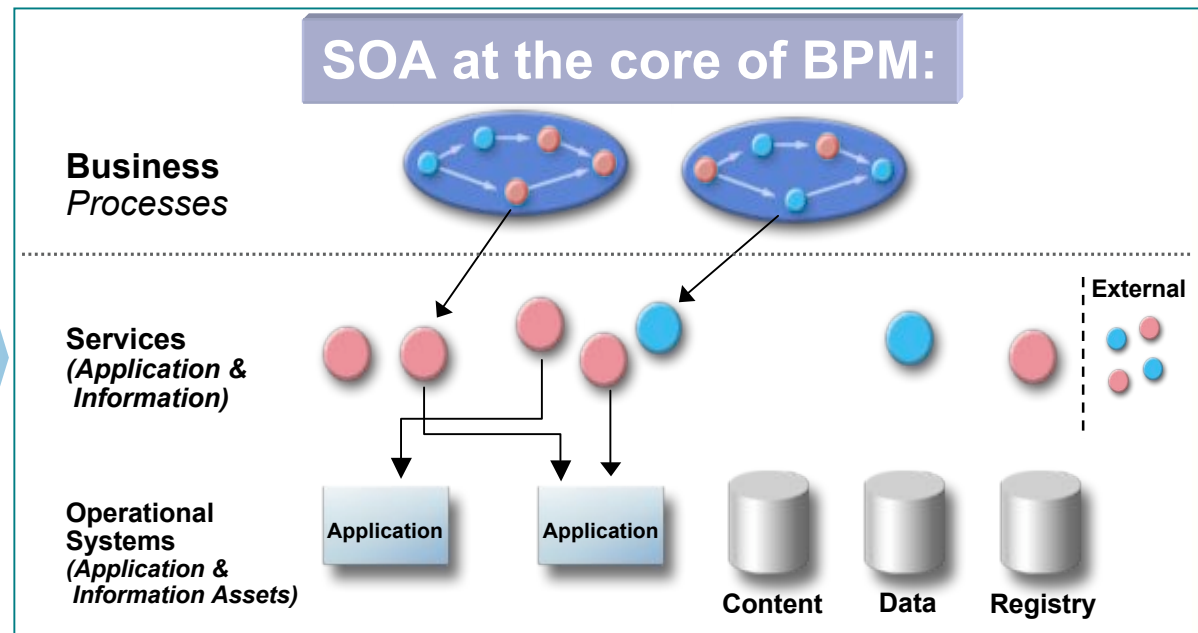 SOA at the core of BPM:
Business
Processes
External
Services
(Application &
Information)
Operational
Systems
(Application &
Information Assets)
Application
Application
Content
Data
Registry